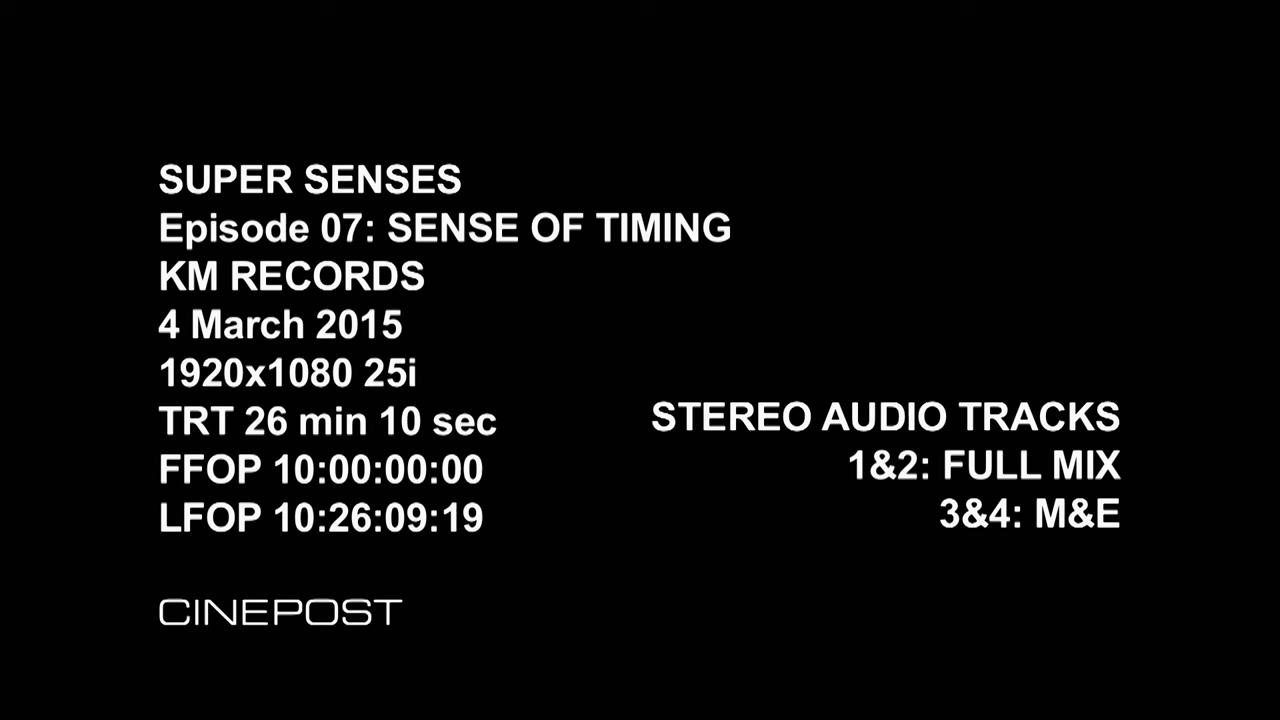 SUPER SENSES
Episode 07: SENSE OF TIMING
KM RECORDS
4 March 2015
1920x1080 25i
TRT 26 min 10 sec
FFOP 10:00:00:00
LFOP 10:26:09:19
STEREO AUDIO TRACKS
1&2: FULL MIX
3&4: M&E
CINEPOST